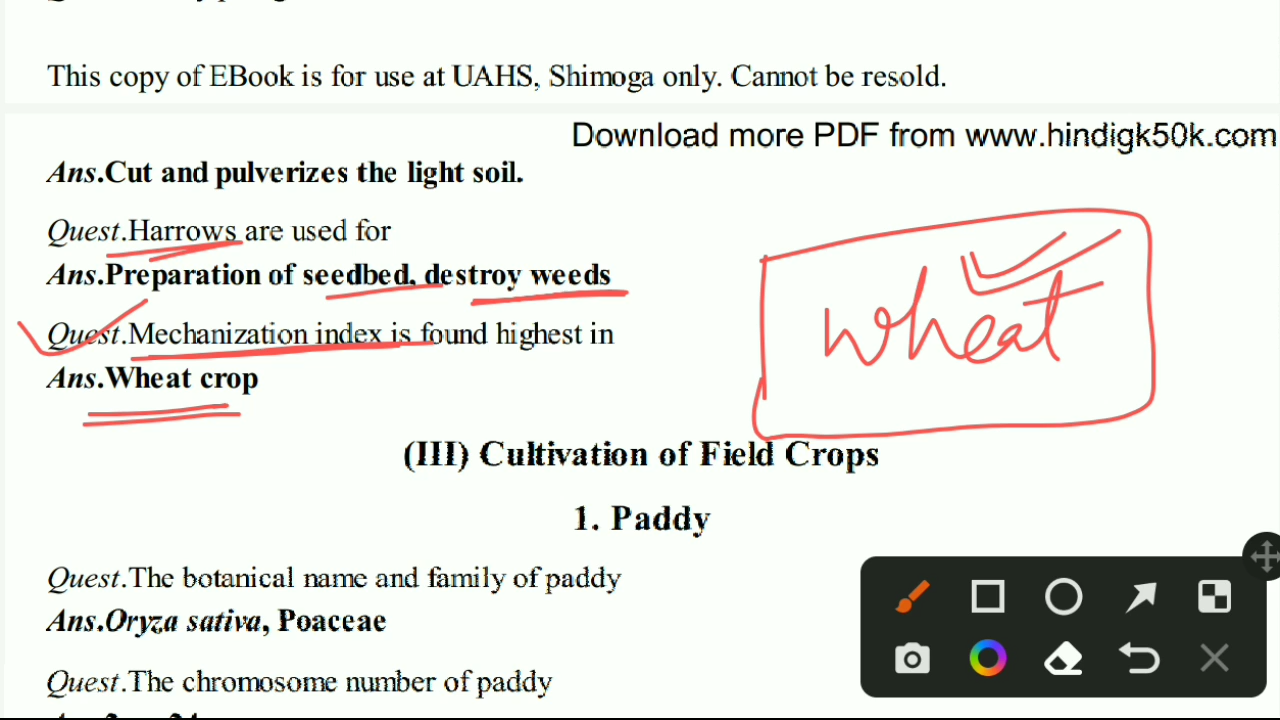 This copy of EBook is for use at UAHS, Shimoga only. Cannot be resold.
Download more PDF from www.hindigk50k.com
Ans.Cut and pulverizes the light soil.
Quest.Harrows are used for
Ans.Preparation of seedbed, destroy weeds
Quest.Mechanization index is found highest in
Ans.Wheat crop
wheat
(III) Cultivation of Field Crops
1. Paddy
Quest.The botanical name and family of paddy
Ans.Oryza sativa, Poaceae
Quest.The chromosome number of paddy